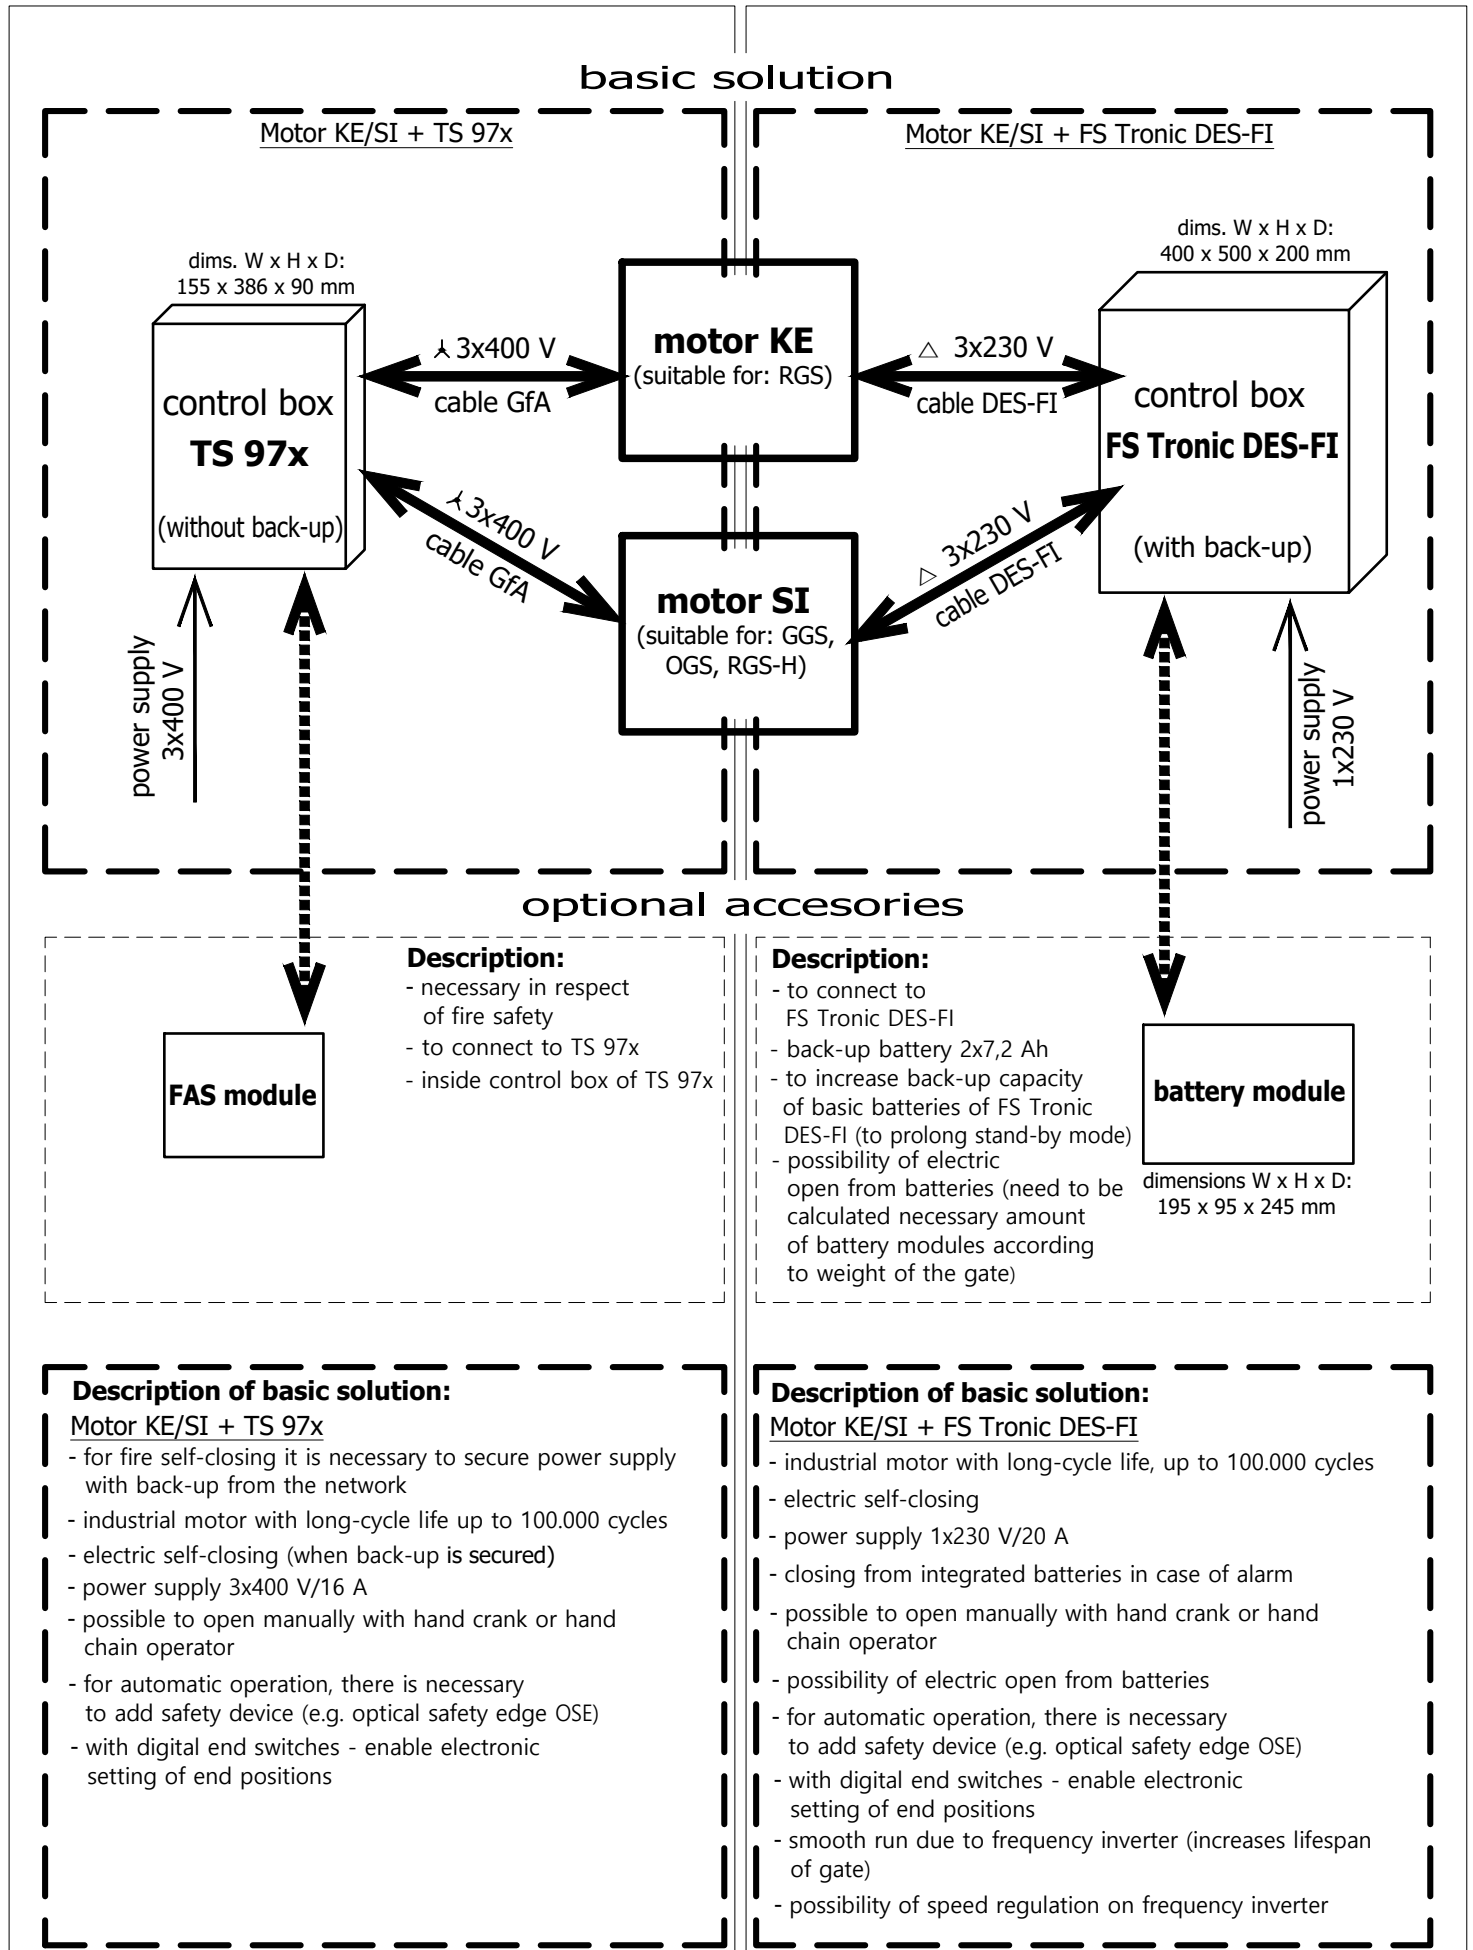 basic solution
Motor KE/SI + TS 97x
dims. W x H x D:
155 x 386 x 90 mm
control box
TS 97x
(without back-up)
power supply
3x400 V
3x400 V
cable GfA
3x400 V
cable GfA
motor KE
(suitable for: RGS)
motor SI
(suitable for: GGS,
OGS, RGS-H)
Motor KE/SI + FS Tronic DES-FI
dims. W x H x D:
400 x 500 x 200 mm
△ 3x230 V
cable DES-FI
△ 3x230 V
cable DES-FI
control box
FS Tronic DES-FI
(with back-up)
power supply
1x230 V
optional accesories
FAS module
Description:
- necessary in respect
of fire safety
- to connect to TS 97x
- inside control box of TS 97x
Description:
- to connect to
FS Tronic DES-FI
- back-up battery 2x7,2 Ah
- to increase back-up capacity
of basic batteries of FS Tronic
DES-FI (to prolong stand-by mode)
- possibility of electric
open from batteries (need to be
calculated necessary amount
of battery modules according
to weight of the gate)
battery module
dimensions W x H x D:
195 x 95 x 245 mm
Description of basic solution:
Motor KE/SI + TS 97x
- for fire self-closing it is necessary to secure power supply
with back-up from the network
- industrial motor with long-cycle life up to 100.000 cycles
- electric self-closing (when back-up is secured)
- power supply 3x400 V/16 A
- possible to open manually with hand crank or hand
chain operator
- for automatic operation, there is necessary
to add safety device (e.g. optical safety edge OSE)
- with digital end switches - enable electronic
setting of end positions
Description of basic solution:
Motor KE/SI + FS Tronic DES-FI
- industrial motor with long-cycle life, up to 100.000 cycles
- electric self-closing
- power supply 1x230 V/20 A
- closing from integrated batteries in case of alarm
- possible to open manually with hand crank or hand
chain operator
- possibility of electric open from batteries
- for automatic operation, there is necessary
to add safety device (e.g. optical safety edge OSE)
- with digital end switches - enable electronic
setting of end positions
- smooth run due to frequency inverter (increases lifespan
of gate)
- possibility of speed regulation on frequency inverter